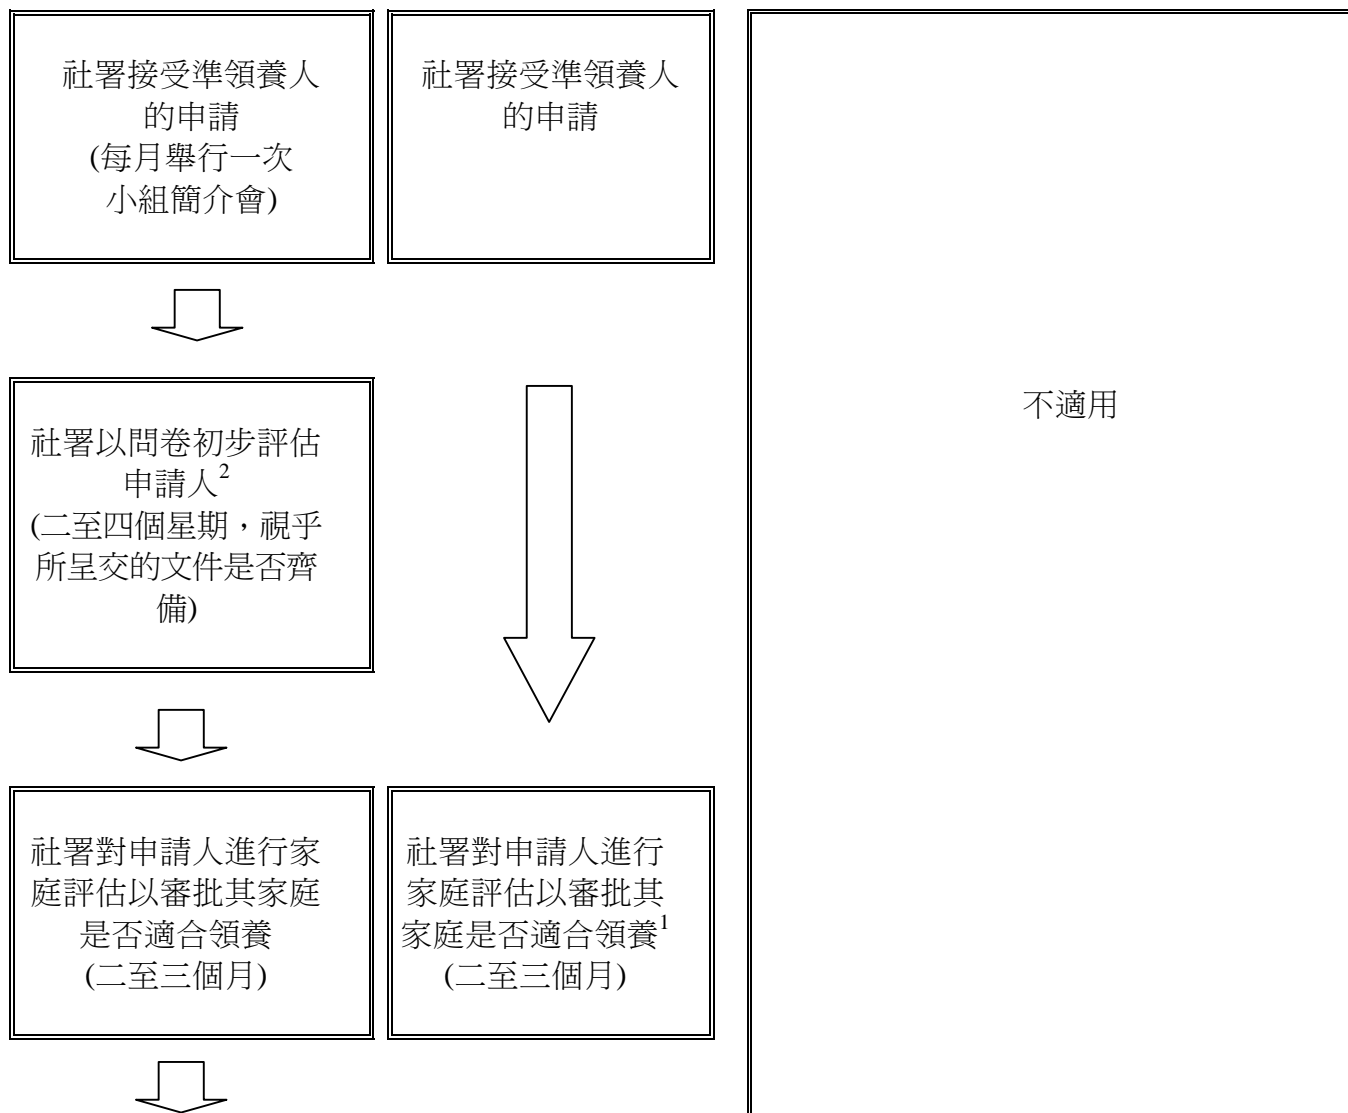 社署接受準領養人
的申請
(每月舉行一次
小組簡介會)
社署接受準領養人
的申請
不適用
社署以問卷初步評估
申請人2
(二至四個星期，視乎
所呈交的文件是否齊
備)
社署對申請人進行家
庭評估以審批其家庭
是否適合領養
(二至三個月)
社署對申請人進行
家庭評估以審批其
家庭是否適合領養1
(二至三個月)